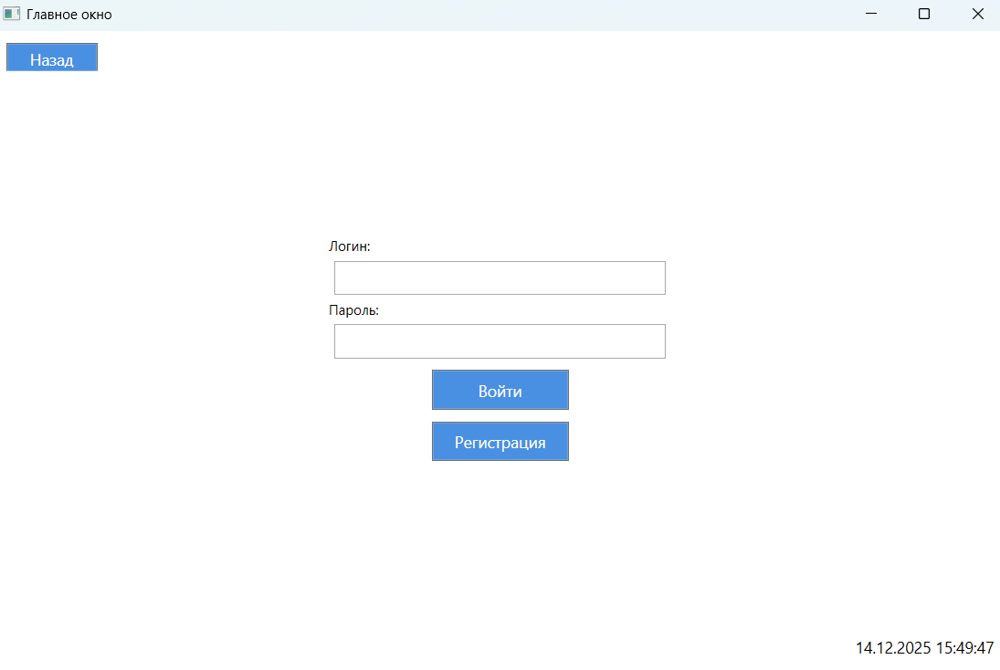 Главное окно
Назад
Логин:
Пароль:
Войти
Регистрация
14.12.2025 15:49:47